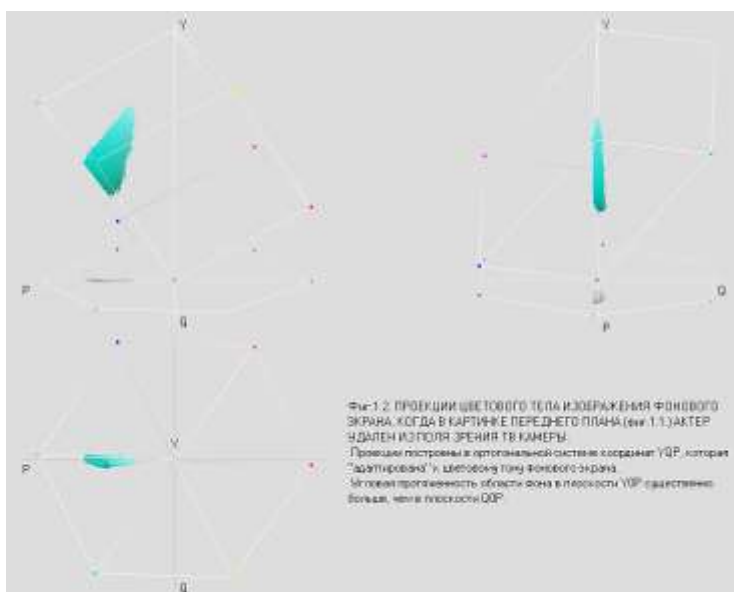 Y
P
Q
Y
Q
P
Y
P
Q
Фиг 1.2. ПРОЕКЦИИ ЦВЕТОВОГО ТЕЛА ИЗОБРАЖЕНИЯ ФОНОВОГО
ЭКРАНА, КОГДА В КАРТИНКЕ ПЕРЕДНЕГО ПЛАНА (фиг 1.1.) АКТЕР
УДАЛЕН ИЗ ПОЛЯ ЗРЕНИЯ ТВ КАМЕРЫ.
Проекции построены в ортогональной системе координат YQP, которая
"адаптирована" к цветовому тону фонового экрана.
Угловая протяженность области фона в плоскости Y0P существенно
больше, чем в плоскости Q0P.